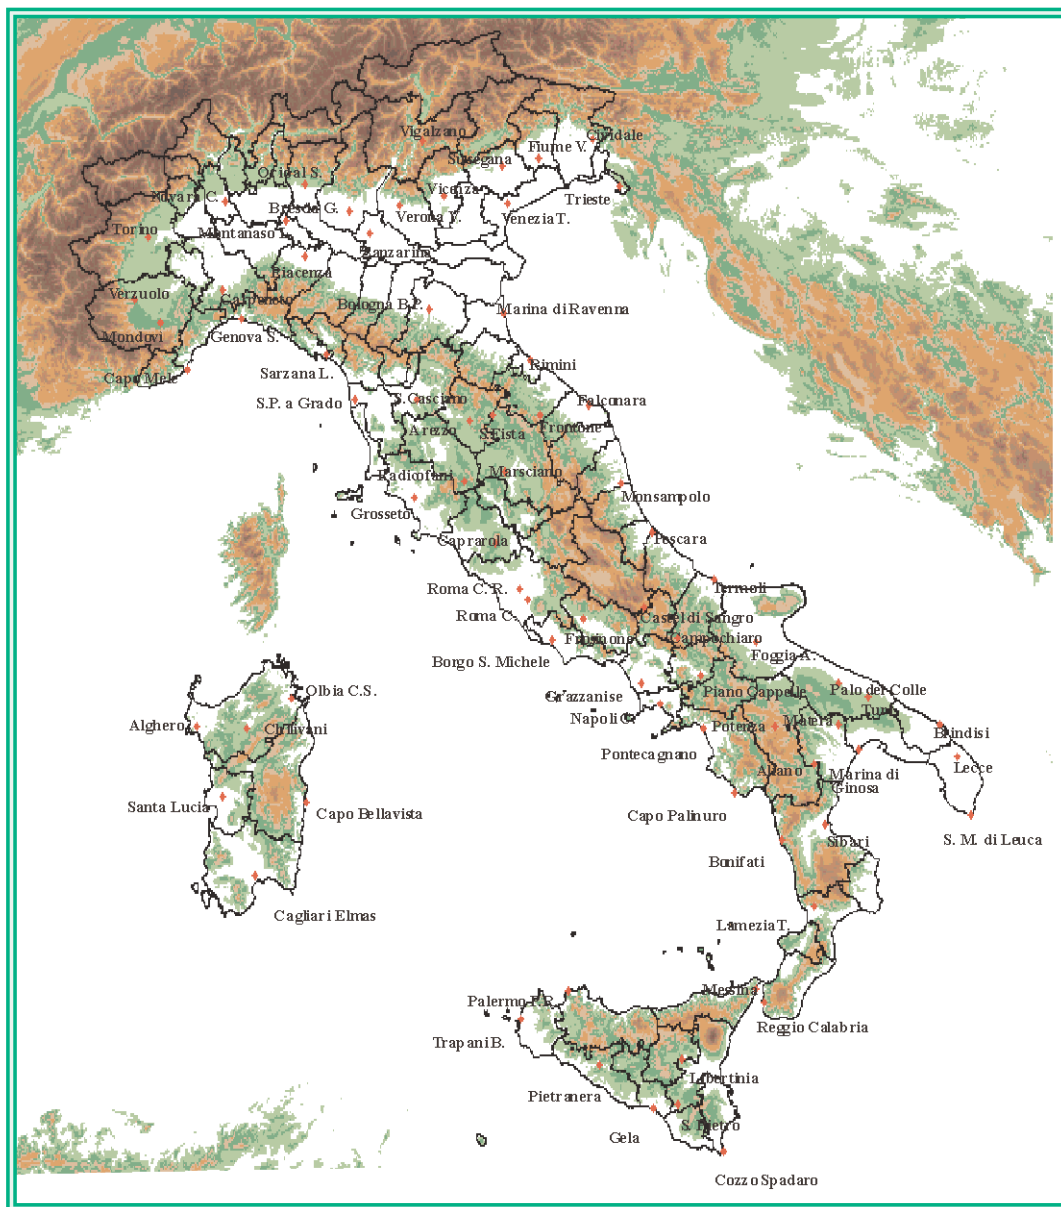 Vigalzano
Cividale
Fiume V.
Susegana
Vicenza
Trieste
Novara C.
Brescia G.
Verona V.
Venezia T.
Torino
Montanaso L.
Zanzarina
Piacenza
Verzuolo
Carpeneto
Bologna B.P.
Marina di Ravenna
Mondovi
Genova S.
Capo Mele
Sarzana L.
Rimini
S.P. a Grado
S.Casciano
Falconara
Arezzo
Frontone
Radicofani
Marsciano
Grosseto
Monsampolo
Caprarola
Pescara
Roma C. R.
Termoli
Roma C.
Castel di Sangro
Frosinone
Campochiaro
Borgo S. Michele
Foggia A.
Olbia C.S.
Grazzanise
Piano Cappelle
Palo del Colle
Alghero
Chilivani
Napoli C.
Potenza
Matera
Turi
Brindisi
Pontecagnano
Aliano
Marina di
Ginosa
Lecce
Santa Lucia
Capo Bellavista
Capo Palinuro
S. M. di Leuca
Bonifati
Sibari
Cagliari Elmas
Lamezia T.
Messina
Palermo P.R.
Reggio Calabria
Trapani B.
Libertinia
Pietranera
S. Pietro
Gela
Cozzo Spadaro